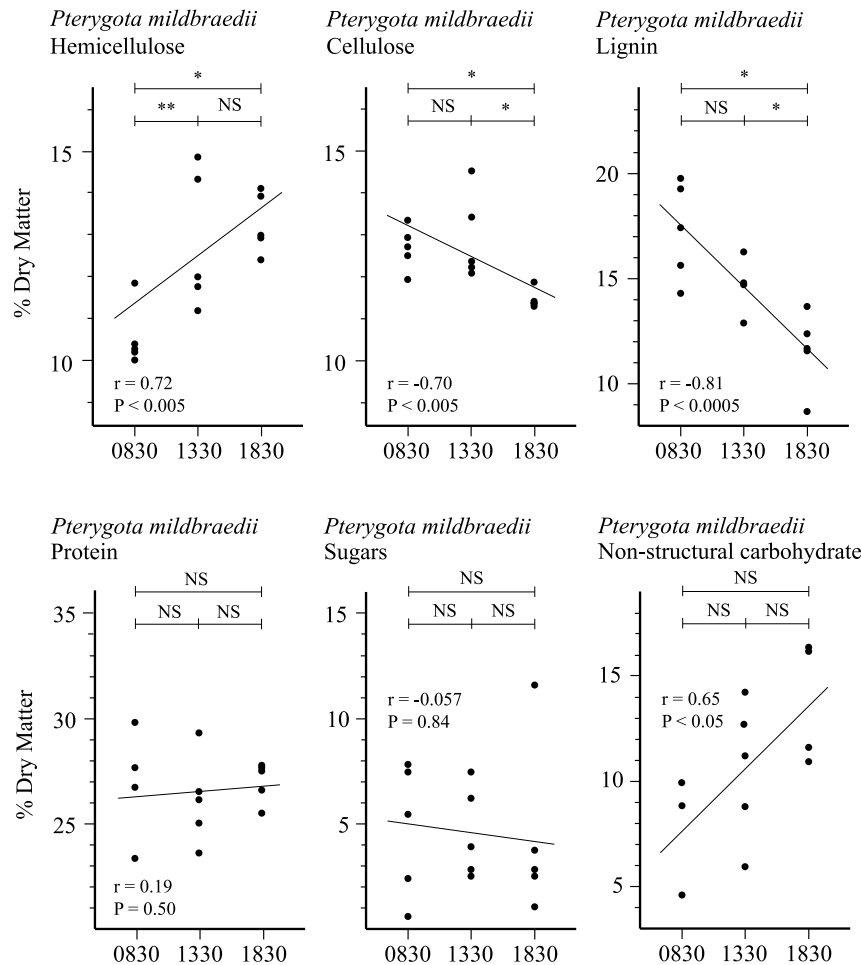 Pterygota mildbraedii
Hemicellulose
*
**
NS
15
10
% Dry Matter
r = 0.72
P < 0.005
0830 1330 1830
Pterygota mildbraedii
Cellulose
*
NS
*
15
10
r = -0.70
P < 0.005
0830 1330 1830
Pterygota mildbraedii
Lignin
*
NS
*
20
15
10
r = -0.81
P < 0.0005
0830 1330 1830
Pterygota mildbraedii
Protein
NS
NS
NS
35
30
25
% Dry Matter
r = 0.19
P = 0.50
0830 1330 1830
Pterygota mildbraedii
Sugars
NS
NS
NS
15
10
5
r = -0.057
P = 0.84
0830 1330 1830
Pterygota mildbraedii
Non-structural carbohydrate
NS
NS
NS
15
10
5
r = 0.65
P < 0.05
0830 1330 1830